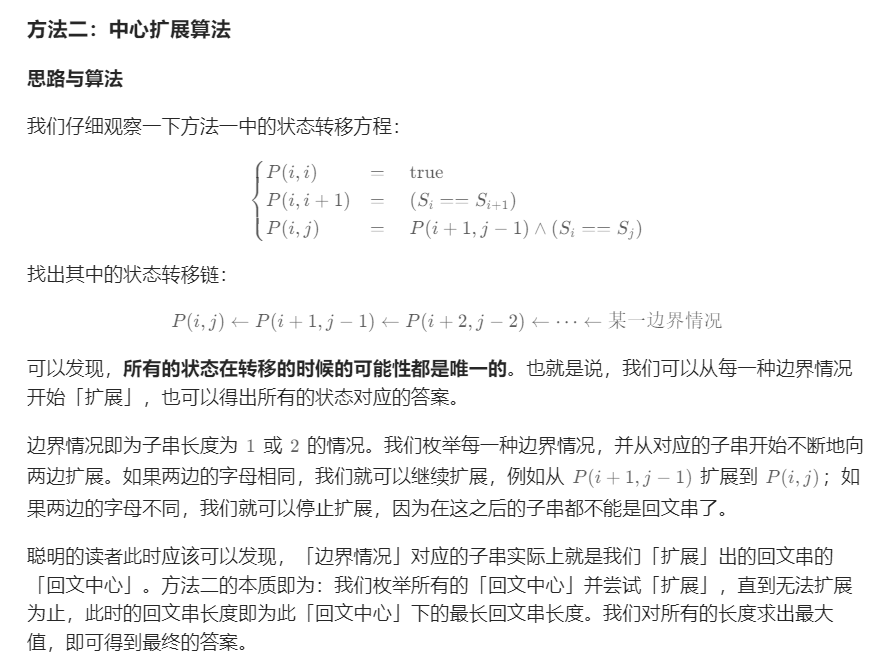 方法二：中心扩展算法
思路与算法
我们仔细观察一下方法一中的状态转移方程：
P(i, i) = true
P(i, i + 1) = (S_i == S_{i+1})
P(i, j) = P(i + 1, j − 1) ∧ (S_i == S_j)
找出其中的状态转移链：
P(i, j) ← P(i + 1, j − 1) ← P(i + 2, j − 2) ← ⋯ ← 某一边界情况
可以发现，所有的状态在转移的时候的可能性都是唯一的。也就是说，我们可以从每一种边界情况
开始「扩展」，也可以得出所有的状态对应的答案。
边界情况即为子串长度为 1 或 2 的情况。我们枚举每一种边界情况，并从对应的子串开始不断地向
两边扩展。如果两边的字母相同，我们就可以继续扩展，例如从 P(i + 1, j − 1) 扩展到 P(i, j)；如
果两边的字母不同，我们就可以停止扩展，因为在这之后的子串都不能是回文串了。
聪明的读者此时应该可以发现，「边界情况」对应的子串实际上就是我们「扩展」出的回文串的
「回文中心」。方法二的本质即为：我们枚举所有的「回文中心」并尝试「扩展」，直到无法扩展
为止，此时的回文串长度即为此「回文中心」下的最长回文串长度。我们对所有的长度求出最大
值，即可得到最终的答案。